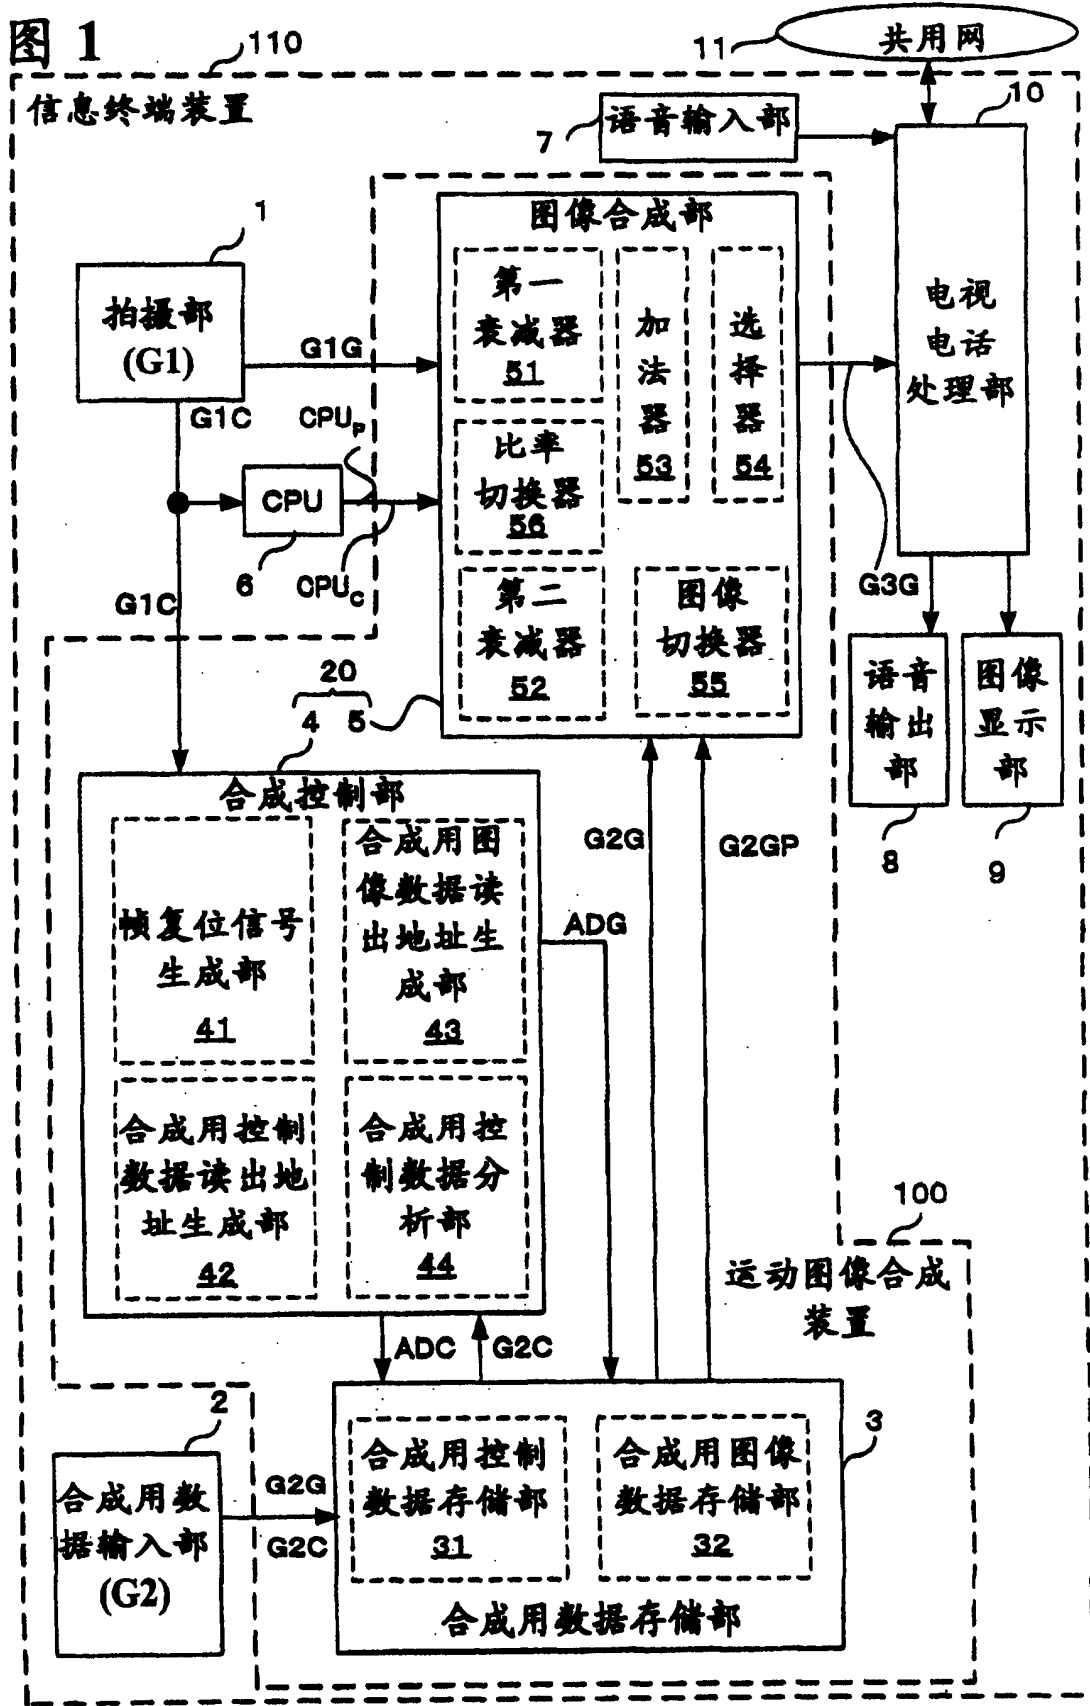 图 1
110
11
共用网
信息终端装置
7
语音输入部
10
1
拍摄部
(G1)
G1G
G1C
CPUP
CPU
6
CPUC
G1C
图像合成部
第一
衰减器
51
加
法
器
53
选
择
器
54
比率
切换器
56
第二
衰减器
52
图像
切换器
55
电视
电话
处理部
G3G
语音
输出
部
8
图像
显示
部
9
20
4 5
合成控制部
帧复位信号
生成部
41
合成用图
像数据读
出地址生
成部
43
合成用控制
数据读出地
址生成部
42
合成用控
制数据分
析部
44
G2G
G2GP
ADG
100
运动图像合成
装置
ADC
G2C
2
合成用数
据输入部
(G2)
G2G
G2C
3
合成用控制
数据存储部
31
合成用图像
数据存储部
32
合成用数据存储部